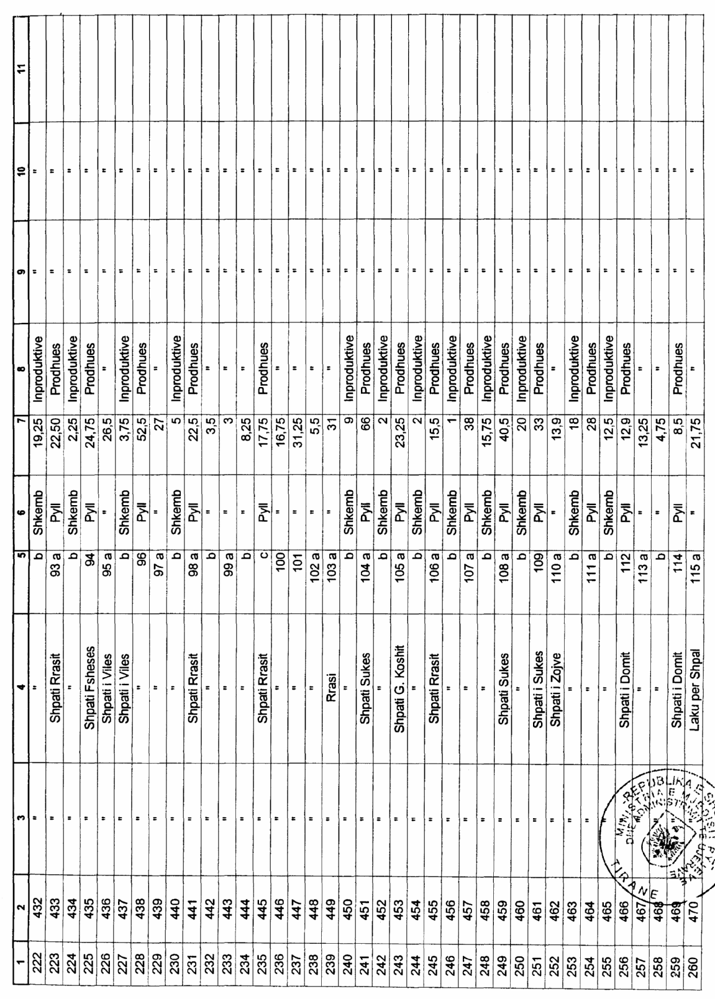 1 2 3 4 5 6 7 8 9 10 11
222 432 " " b Shkemb 19,25 Inproduktive " "
223 433 " Shpati Rrasit 93 a Pyll 22,50 Prodhues " "
224 434 " " b Shkemb 2,25 Inproduktive " "
225 435 " Shpati Fsheses 94 Pyll 24,75 Prodhues " "
226 436 " Shpati i Viles 95 a " 26,5 " " "
227 437 " Shpati i Viles b Shkemb 3,75 Inproduktive " "
228 438 " " 96 Pyll 52,5 Prodhues " "
229 439 " " 97 a " 27 " " "
230 440 " " b Shkemb 5 Inproduktive " "
231 441 " Shpati Rrasit 98 a Pyll 22,5 Prodhues " "
232 442 " " b " 3,5 " " "
233 443 " " 99 a " 3 " " "
234 444 " " b " 8,25 " " "
235 445 " Shpati Rrasit c Pyll 17,75 Prodhues " "
236 446 " " 100 " 16,75 " " "
237 447 " " 101 " 31,25 " " "
238 448 " " 102 a " 5,5 " " "
239 449 " Rrasi 103 a " 31 " " "
240 450 " " b Shkemb 9 Inproduktive " "
241 451 " Shpati Sukes 104 a Pyll 66 Prodhues " "
242 452 " " b Shkemb 2 Inproduktive " "
243 453 " Shpati G. Koshit 105 a Pyll 23,25 Prodhues " "
244 454 " " b Shkemb 2 Inproduktive " "
245 455 " Shpati Rrasit 106 a Pyll 15,5 Prodhues " "
246 456 " " b Shkemb 1 Inproduktive " "
247 457 " " 107 a Pyll 38 Prodhues " "
248 458 " " b Shkemb 15,75 Inproduktive " "
249 459 " Shpati Sukes 108 a Pyll 40,5 Prodhues " "
250 460 " " b Shkemb 20 Inproduktive " "
251 461 " Shpati i Sukes 109 Pyll 33 Prodhues " "
252 462 " Shpati i Zojve 110 a " 13,9 " " "
253 463 " " b Shkemb 18 Inproduktive " "
254 464 " " 111 a Pyll 28 Prodhues " "
255 465 " " b Shkemb 12,5 Inproduktive " "
256 466 " Shpati i Domit 112 Pyll 12,9 Prodhues " "
257 467 " " 113 a " 13,25 " " "
258 468 " " b " 4,75 " " "
259 469 " Shpati i Domit 114 Pyll 8,5 Prodhues " "
260 470 " Laku per Shpal 115 a " 21,75 " " "
REPUBLIKA E
MINISTRIA E MJEDISIT PYJEVE
DHE ADMINISTRIMIT TE UJERAVE
TIRANE